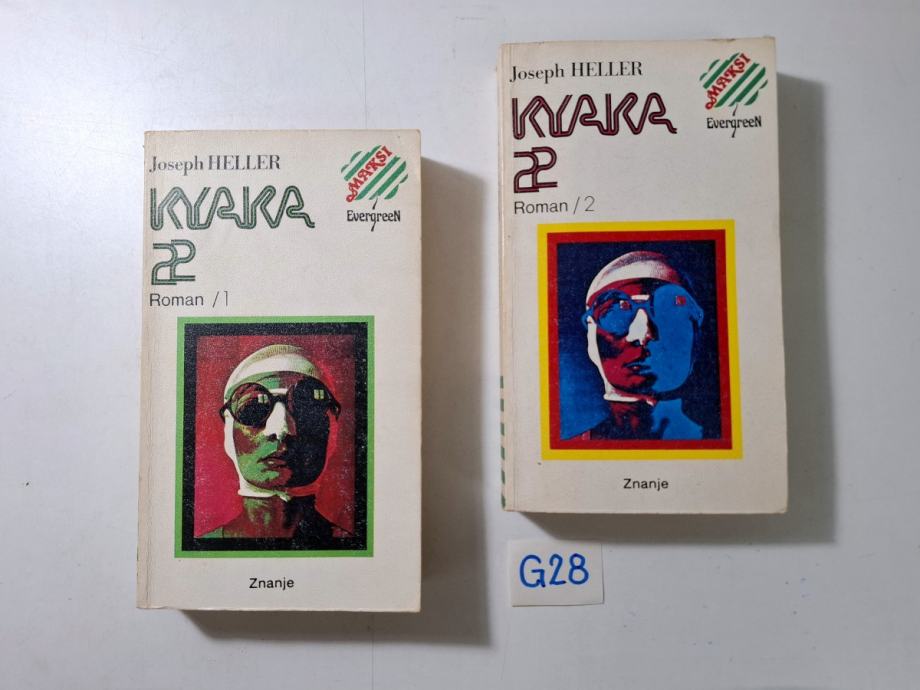 Joseph HELLER
KVAKA
22
Roman / 1
MAKSI
EvergreeN
Znanje
Joseph HELLER
KVAKA
22
Roman / 2
MAKSI
EvergreeN
Znanje
G28